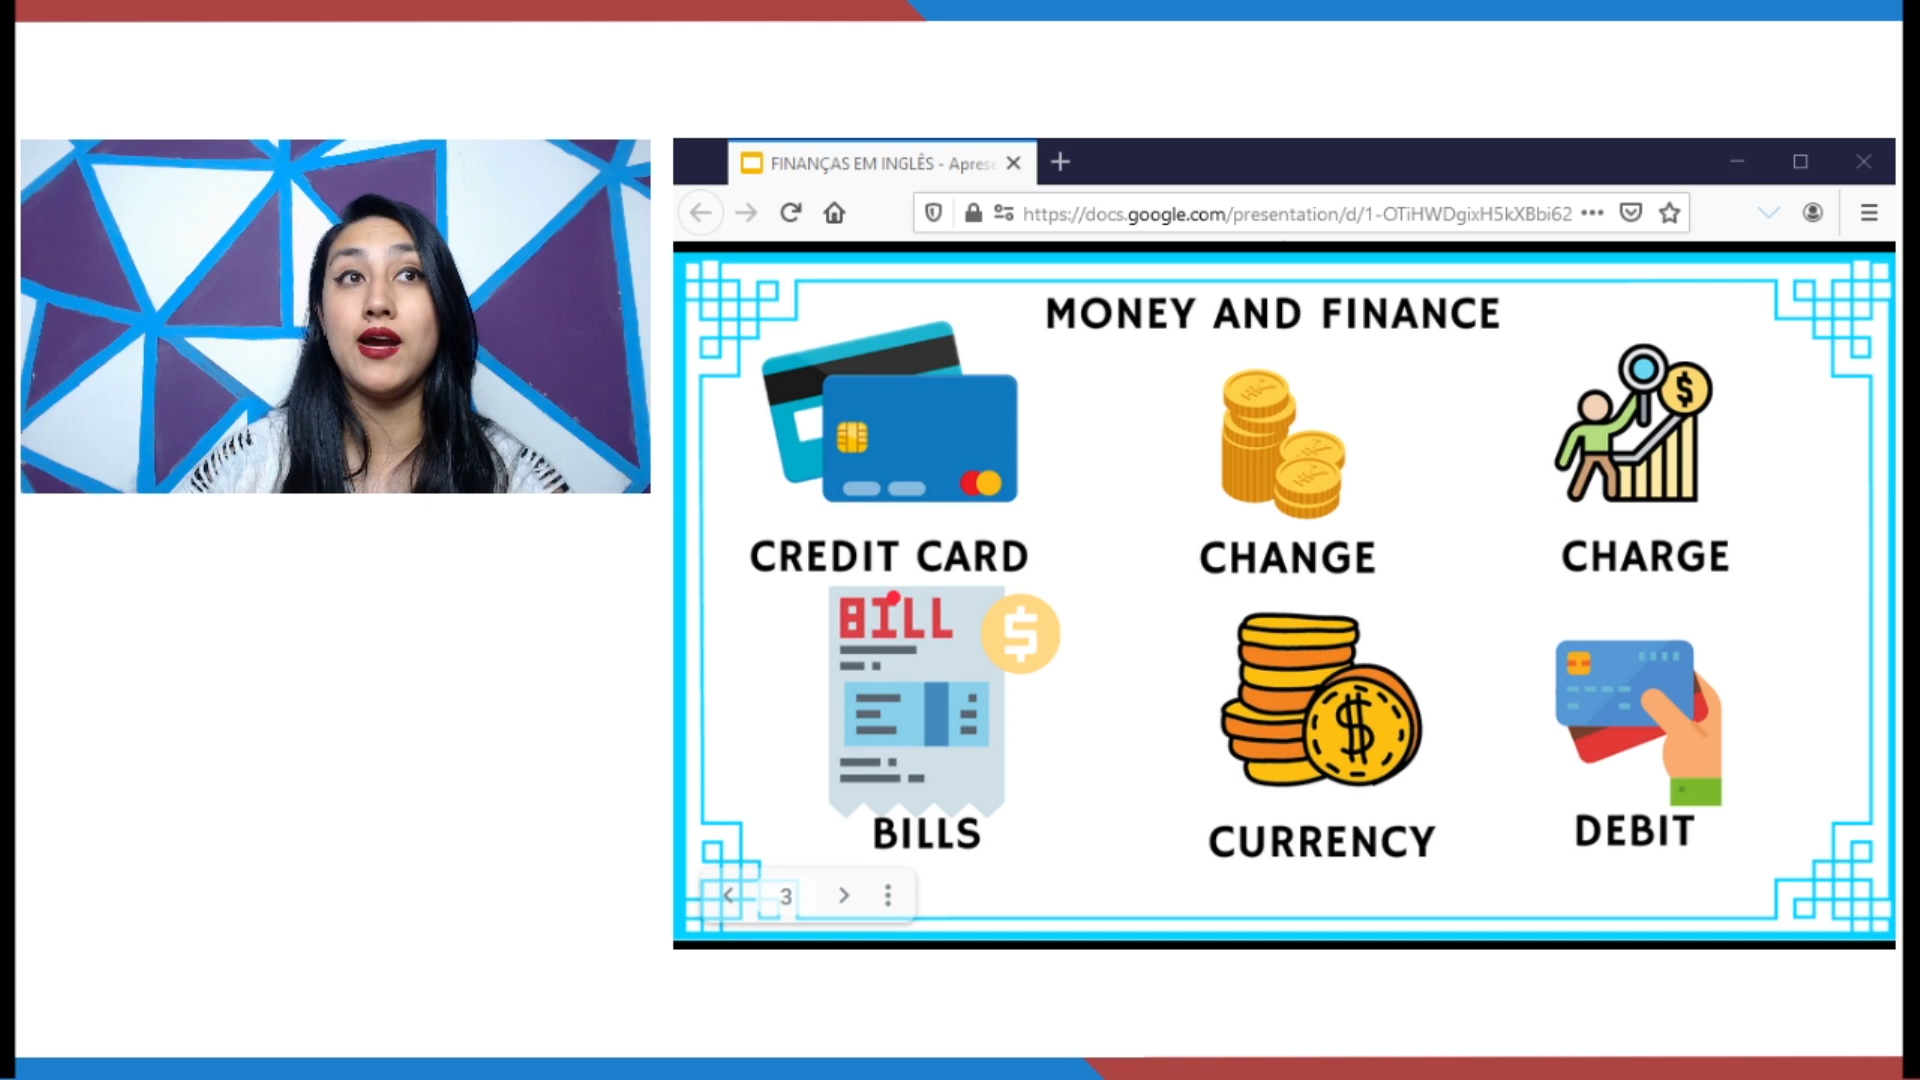 FINANÇAS EM INGLÊS - Aprese
https://docs.google.com/presentation/d/1-OTiHWDgixH5kXBbi62
MONEY AND FINANCE
CREDIT CARD
CHANGE
CHARGE
BILL
$
$
$
BILLS
CURRENCY
DEBIT
3